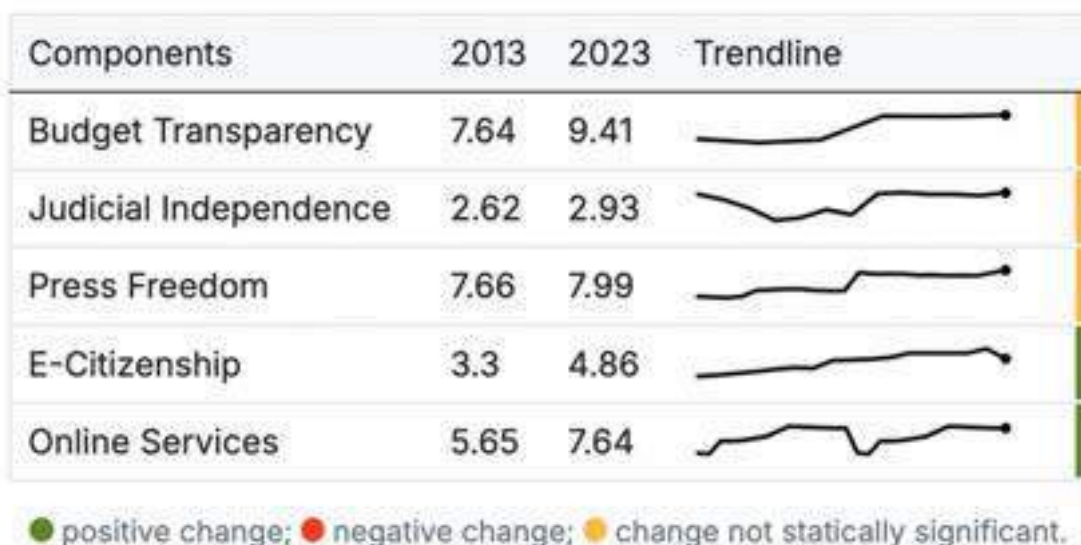 Components 2013 2023 Trendline
Budget Transparency 7.64 9.41
Judicial Independence 2.62 2.93
Press Freedom 7.66 7.99
E-Citizenship 3.3 4.86
Online Services 5.65 7.64
positive change; negative change; change not statically significant.